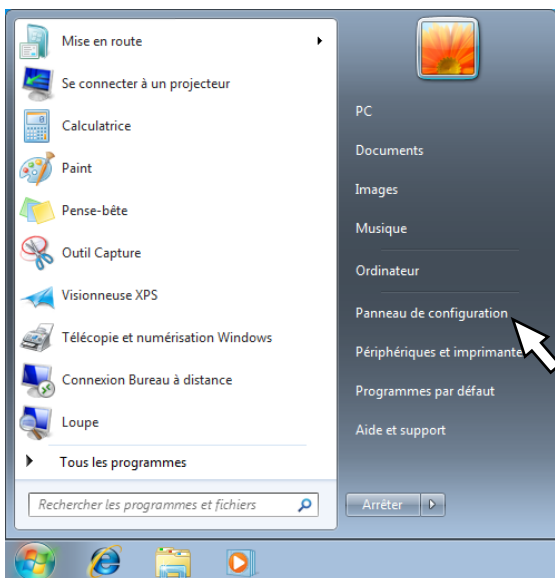 Mise en route
Se connecter à un projecteur
Calculatrice
Paint
Pense-bête
Outil Capture
Visionneuse XPS
Télécopie et numérisation Windows
Connexion Bureau à distance
Loupe
Tous les programmes
Rechercher les programmes et fichiers
PC
Documents
Images
Musique
Ordinateur
Panneau de configuration
Périphériques et imprimante
Programmes par défaut
Aide et support
Arrêter